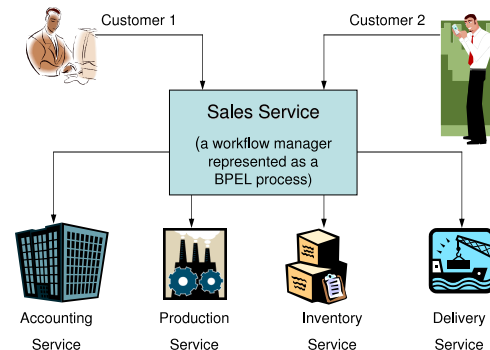 Customer 1
Customer 2
Sales Service
(a workflow manager
represented as a
BPEL process)
Accounting
Service
Production
Service
Inventory
Service
Delivery
Service